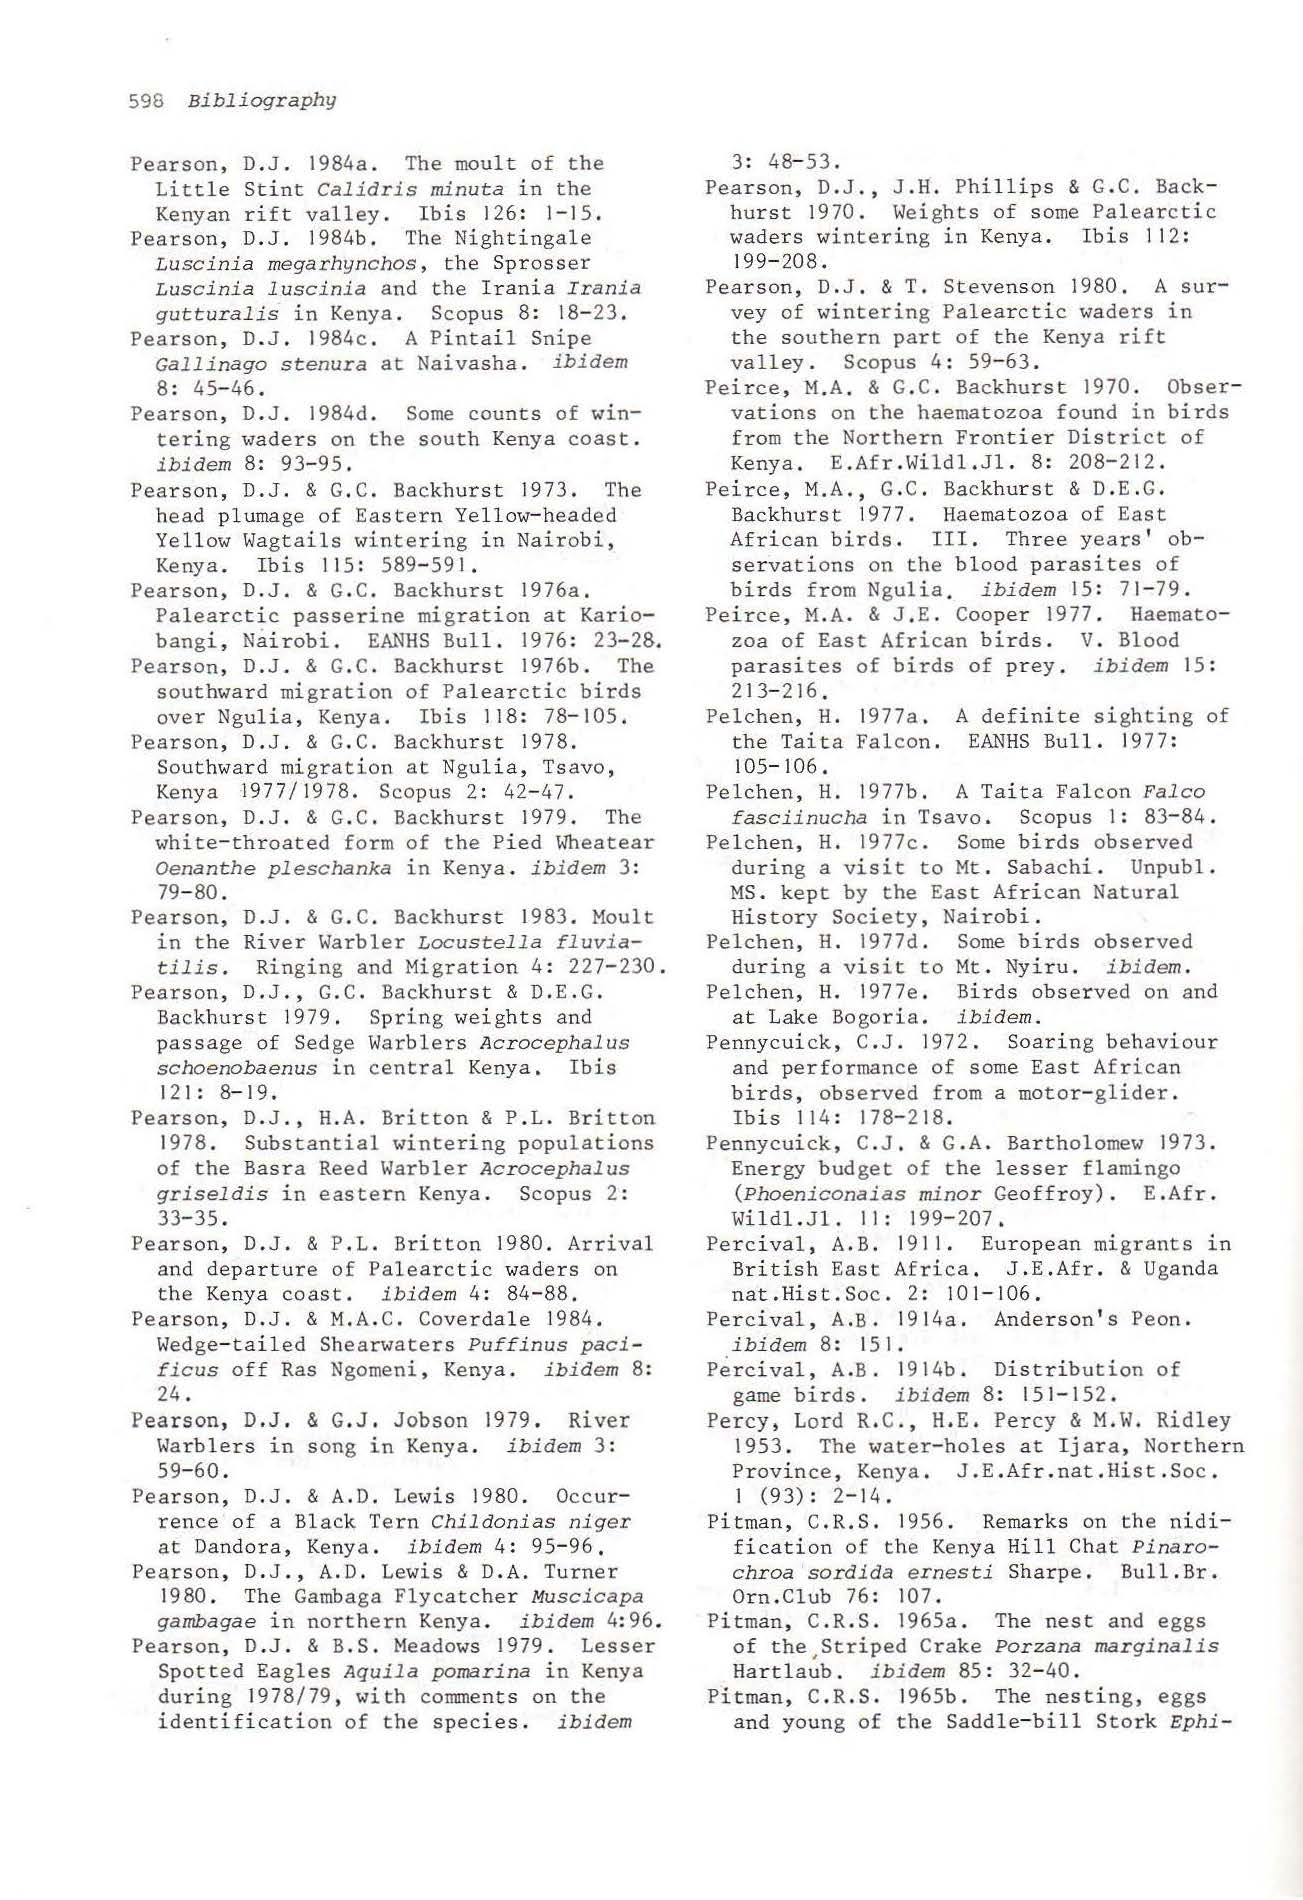 598 Bibliography
Pearson, D.J. 1984a. The moult of the
Little Stint Calidris minuta in the
Kenyan rift valley. Ibis 126: 1-15.
Pearson, D.J. 1984b. The Nightingale
Luscinia megarhynchos, the Sprosser
Luscinia luscinia and the Irania Irania
gutturalis in Kenya. Scopus 8: 18-23.
Pearson, D.J. 1984c. A Pintail Snipe
Gallinago stenura at Naivasha. ibidem
8: 45-46.
Pearson, D.J. 1984d. Some counts of win-
tering waders on the south Kenya coast.
ibidem 8: 93-95.
Pearson, D.J. & G.C. Backhurst 1973. The
head plumage of Eastern Yellow-headed
Yellow Wagtails wintering in Nairobi,
Kenya. Ibis 115: 589-591.
Pearson, D.J. & G.C. Backhurst 1976a.
Palearctic passerine migration at Kario-
bangi, Nairobi. EANHS Bull. 1976: 23-28.
Pearson, D.J. & G.C. Backhurst 1976b. The
southward migration of Palearctic birds
over Ngulia, Kenya. Ibis 118: 78-105.
Pearson, D.J. & G.C. Backhurst 1978.
Southward migration at Ngulia, Tsavo,
Kenya 1977/1978. Scopus 2: 42-47.
Pearson, D.J. & G.C. Backhurst 1979. The
white-throated form of the Pied Wheatear
Oenanthe pleschanka in Kenya. ibidem 3:
79-80.
Pearson, D.J. & G.C. Backhurst 1983. Moult
in the River Warbler Locustella fluvia-
tilis. Ringing and Migration 4: 227-230.
Pearson, D.J., G.C. Backhurst & D.E.G.
Backhurst 1979. Spring weights and
passage of Sedge Warblers Acrocephalus
schoenobaenus in central Kenya. Ibis
121: 8-19.
Pearson, D.J., H.A. Britton & P.L. Britton
1978. Substantial wintering populations
of the Basra Reed Warbler Acrocephalus
griseldis in eastern Kenya. Scopus 2:
33-35.
Pearson, D.J. & P.L. Britton 1980. Arrival
and departure of Palearctic waders on
the Kenya coast. ibidem 4: 84-88.
Pearson, D.J. & M.A.C. Coverdale 1984.
Wedge-tailed Shearwaters Puffinus paci-
ficus off Ras Ngomeni, Kenya. ibidem 8:
24.
Pearson, D.J. & G.J. Jobson 1979. River
Warblers in song in Kenya. ibidem 3:
59-60.
Pearson, D.J. & A.D. Lewis 1980. Occur-
rence of a Black Tern Childonias niger
at Dandora, Kenya. ibidem 4: 95-96.
Pearson, D.J., A.D. Lewis & D.A. Turner
1980. The Gambaga Flycatcher Muscicapa
gambagae in northern Kenya. ibidem 4:96.
Pearson, D.J. & B.S. Meadows 1979. Lesser
Spotted Eagles Aquila pomarina in Kenya
during 1978/79, with comments on the
identification of the species. ibidem
3: 48-53.
Pearson, D.J., J.H. Phillips & G.C. Back-
hurst 1970. Weights of some Palearctic
waders wintering in Kenya. Ibis 112:
199-208.
Pearson, D.J. & T. Stevenson 1980. A sur-
vey of wintering Palearctic waders in
the southern part of the Kenya rift
valley. Scopus 4: 59-63.
Peirce, M.A. & G.C. Backhurst 1970. Obser-
vations on the haematozoa found in birds
from the Northern Frontier District of
Kenya. E.Afr.Wildl.Jl. 8: 208-212.
Peirce, M.A., G.C. Backhurst & D.E.G.
Backhurst 1977. Haematozoa of East
African birds. III. Three years' ob-
servations on the blood parasites of
birds from Ngulia. ibidem 15: 71-79.
Peirce, M.A. & J.E. Cooper 1977. Haemato-
zoa of East African birds. V. Blood
parasites of birds of prey. ibidem 15:
213-216.
Pelchen, H. 1977a. A definite sighting of
the Taita Falcon. EANHS Bull. 1977:
105-106.
Pelchen, H. 1977b. A Taita Falcon Falco
fasciinucha in Tsavo. Scopus 1: 83-84.
Pelchen, H. 1977c. Some birds observed
during a visit to Mt. Sabachi. Unpubl.
MS. kept by the East African Natural
History Society, Nairobi.
Pelchen, H. 1977d. Some birds observed
during a visit to Mt. Nyiru. ibidem.
Pelchen, H. 1977e. Birds observed on and
at Lake Bogoria. ibidem.
Pennycuick, C.J. 1972. Soaring behaviour
and performance of some East African
birds, observed from a motor-glider.
Ibis 114: 178-218.
Pennycuick, C.J. & G.A. Bartholomew 1973.
Energy budget of the lesser flamingo
(Phoeniconaias minor Geoffroy). E.Afr.
Wildl.Jl. 11: 199-207.
Percival, A.B. 1911. European migrants in
British East Africa. J.E.Afr. & Uganda
nat.Hist.Soc. 2: 101-106.
Percival, A.B. 1914a. Anderson's Peon.
ibidem 8: 151.
Percival, A.B. 1914b. Distribution of
game birds. ibidem 8: 151-152.
Percy, Lord R.C., H.E. Percy & M.W. Ridley
1953. The water-holes at Ijara, Northern
Province, Kenya. J.E.Afr.nat.Hist.Soc.
1 (93): 2-14.
Pitman, C.R.S. 1956. Remarks on the nidi-
fication of the Kenya Hill Chat Pinaro-
chroa sordida ernesti Sharpe. Bull.Br.
Orn.Club 76: 107.
Pitman, C.R.S. 1965a. The nest and eggs
of the Striped Crake Porzana marginalis
Hartlaub. ibidem 85: 32-40.
Pitman, C.R.S. 1965b. The nesting, eggs
and young of the Saddle-bill Stork Ephi-